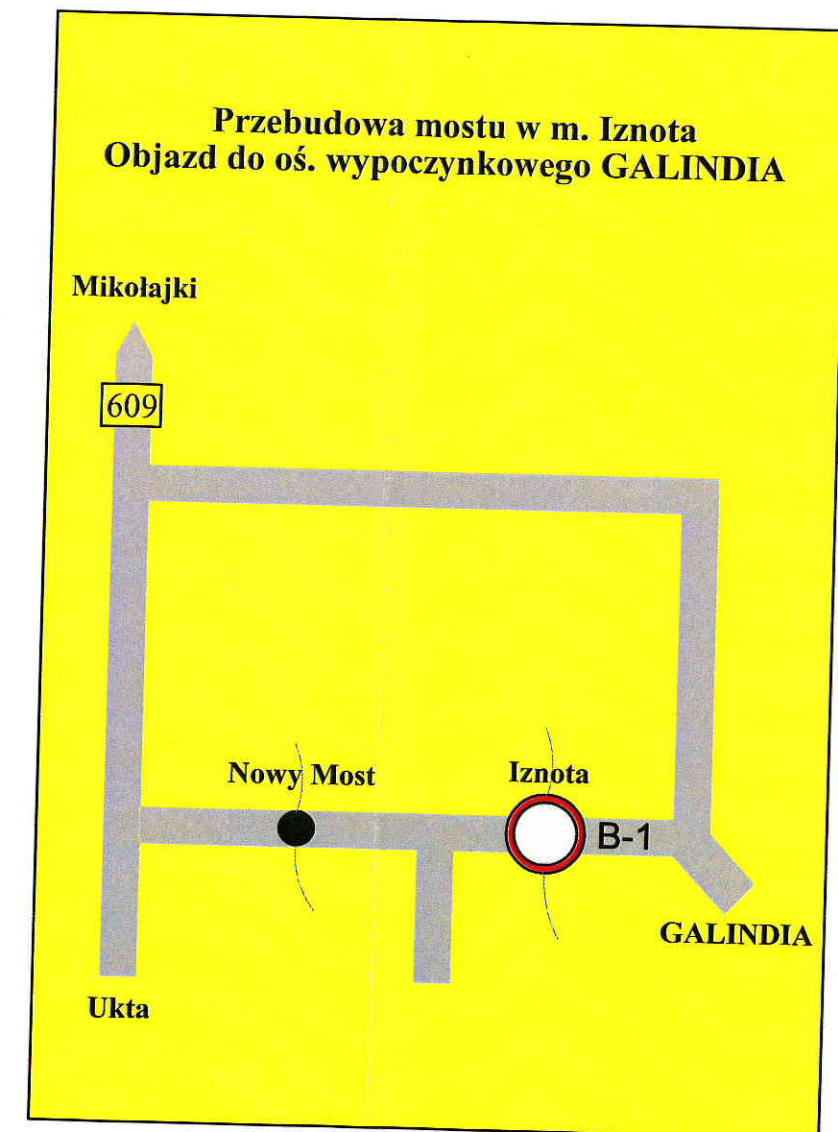 Przebudowa mostu w m. Iznota
Objazd do oś. wypoczynkowego GALINDIA
Mikołajki
609
Nowy Most
Iznota
B-1
GALINDIA
Ukta